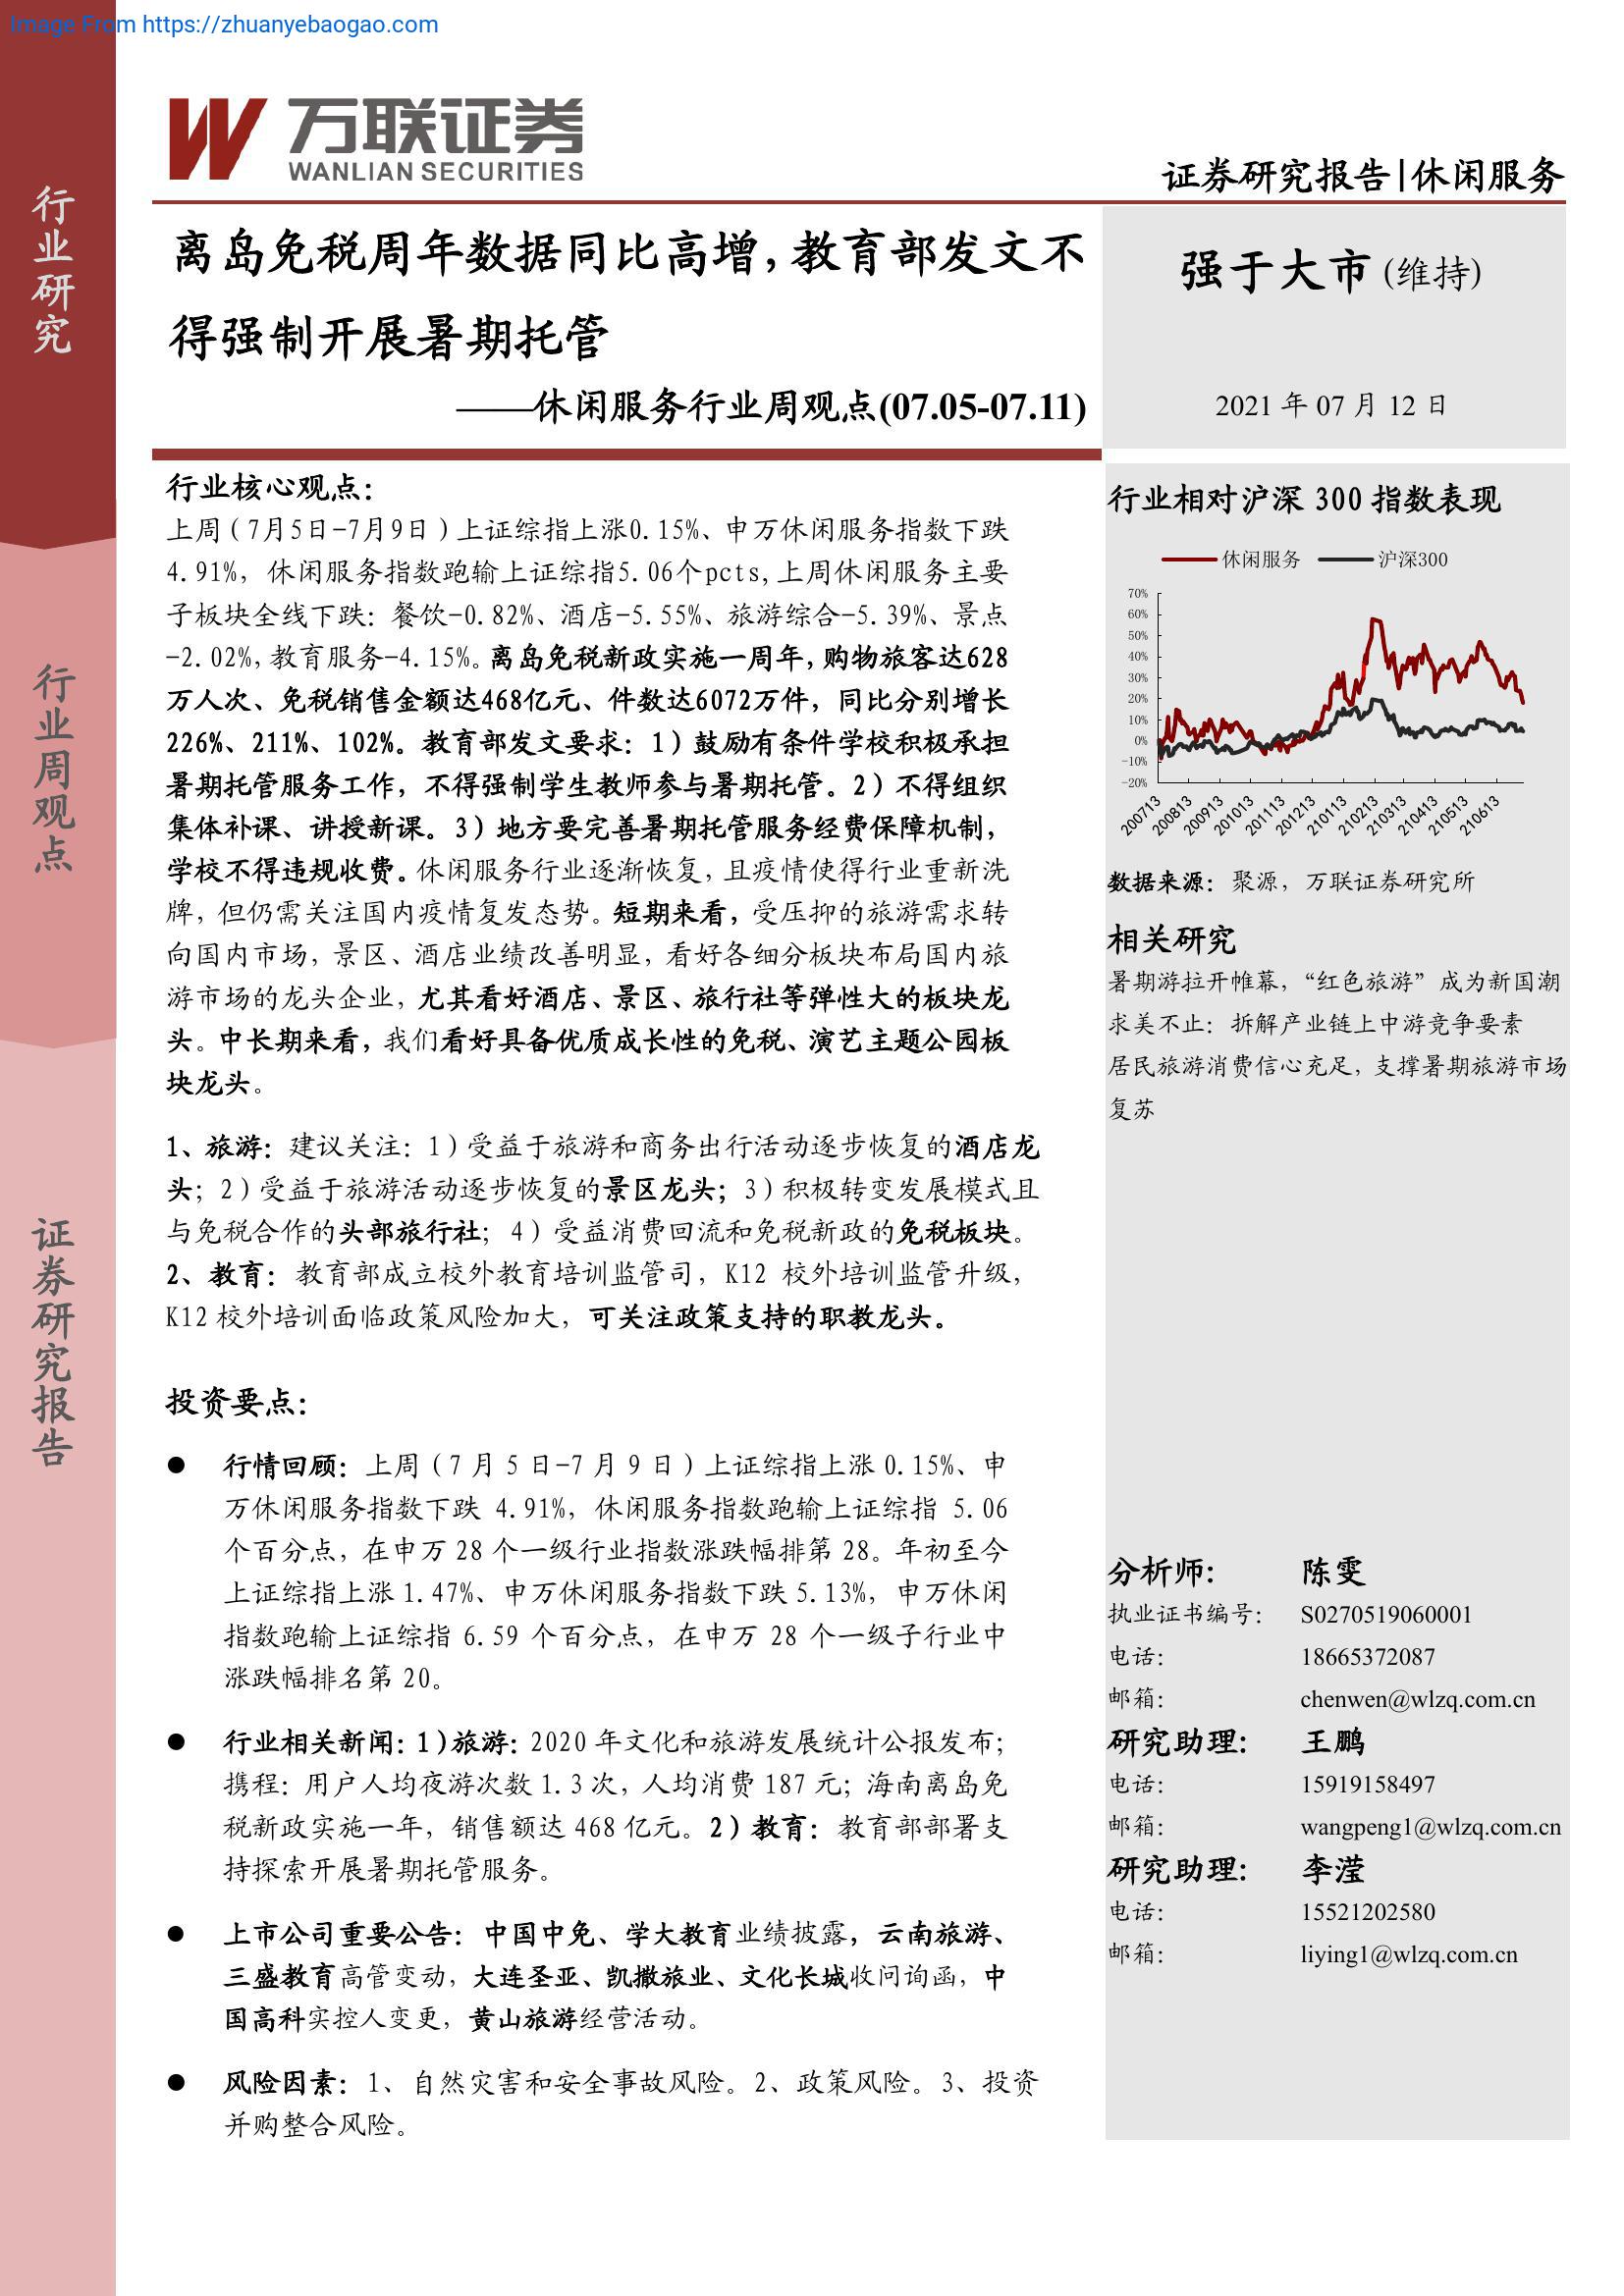 Image From https://zhuanyebaogao.com
万联证券
WANLIAN SECURITIES
证券研究报告|休闲服务
行业研究
行业周观点
证券研究报告
离岛免税周年数据同比高增,教育部发文不
得强制开展暑期托管
——休闲服务行业周观点(07.05-07.11)
强于大市(维持)
2021 年 07 月 12 日
行业核心观点：
上周(7月5日-7月9日)上证综指上涨0.15%、申万休闲服务指数下跌
4.91%，休闲服务指数跑输上证综指5.06个pcts,上周休闲服务主要
子板块全线下跌：餐饮-0.82%、酒店-5.55%、旅游综合-5.39%、景点
-2.02%,教育服务-4.15%。离岛免税新政实施一周年,购物旅客达628
万人次、免税销售金额达468亿元、件数达6072万件，同比分别增长
226%、211%、102%。教育部发文要求：1)鼓励有条件学校积极承担
暑期托管服务工作，不得强制学生教师参与暑期托管。2)不得组织
集体补课、讲授新课。3)地方要完善暑期托管服务经费保障机制，
学校不得违规收费。休闲服务行业逐渐恢复,且疫情使得行业重新洗
牌,但仍需关注国内疫情复发态势。短期来看，受压抑的旅游需求转
向国内市场，景区、酒店业绩改善明显，看好各细分板块布局国内旅
游市场的龙头企业，尤其看好酒店、景区、旅行社等弹性大的板块龙
头。中长期来看,我们看好具备优质成长性的免税、演艺主题公园板
块龙头。
1、旅游：建议关注：1)受益于旅游和商务出行活动逐步恢复的酒店龙
头；2)受益于旅游活动逐步恢复的景区龙头；3)积极转变发展模式且
与免税合作的头部旅行社；4)受益消费回流和免税新政的免税板块。
2、教育：教育部成立校外教育培训监管司，K12 校外培训监管升级，
K12 校外培训面临政策风险加大，可关注政策支持的职教龙头。
投资要点：
● 行情回顾：上周(7 月 5 日-7 月 9 日)上证综指上涨 0.15%、申
万休闲服务指数下跌 4.91%，休闲服务指数跑输上证综指 5.06
个百分点，在申万 28 个一级行业指数涨跌幅排第 28。年初至今
上证综指上涨 1.47%、申万休闲服务指数下跌 5.13%，申万休闲
指数跑输上证综指 6.59 个百分点，在申万 28 个一级子行业中
涨跌幅排名第 20。
● 行业相关新闻：1)旅游：2020 年文化和旅游发展统计公报发布；
携程：用户人均夜游次数 1.3 次，人均消费 187 元；海南离岛免
税新政实施一年，销售额达 468 亿元。2)教育：教育部部署支
持探索开展暑期托管服务。
● 上市公司重要公告：中国中免、学大教育业绩披露，云南旅游、
三盛教育高管变动，大连圣亚、凯撒旅业、文化长城收问询函，中
国高科实控人变更，黄山旅游经营活动。
● 风险因素：1、自然灾害和安全事故风险。2、政策风险。3、投资
并购整合风险。
行业相对沪深 300 指数表现
休闲服务 沪深300
70%
60%
50%
40%
30%
20%
10%
0%
-10%
-20%
200713 200813 200913 201013 201113 201213 210113 210213 210313 210413 210513 210613
数据来源：聚源，万联证券研究所
相关研究
暑期游拉开帷幕，“红色旅游”成为新国潮
求美不止：拆解产业链上中游竞争要素
居民旅游消费信心充足,支撑暑期旅游市场
复苏
分析师: 陈雯
执业证书编号: S0270519060001
电话: 18665372087
邮箱: chenwen@wlzq.com.cn
研究助理: 王鹏
电话: 15919158497
邮箱: wangpeng1@wlzq.com.cn
研究助理: 李滢
电话: 15521202580
邮箱: liying1@wlzq.com.cn